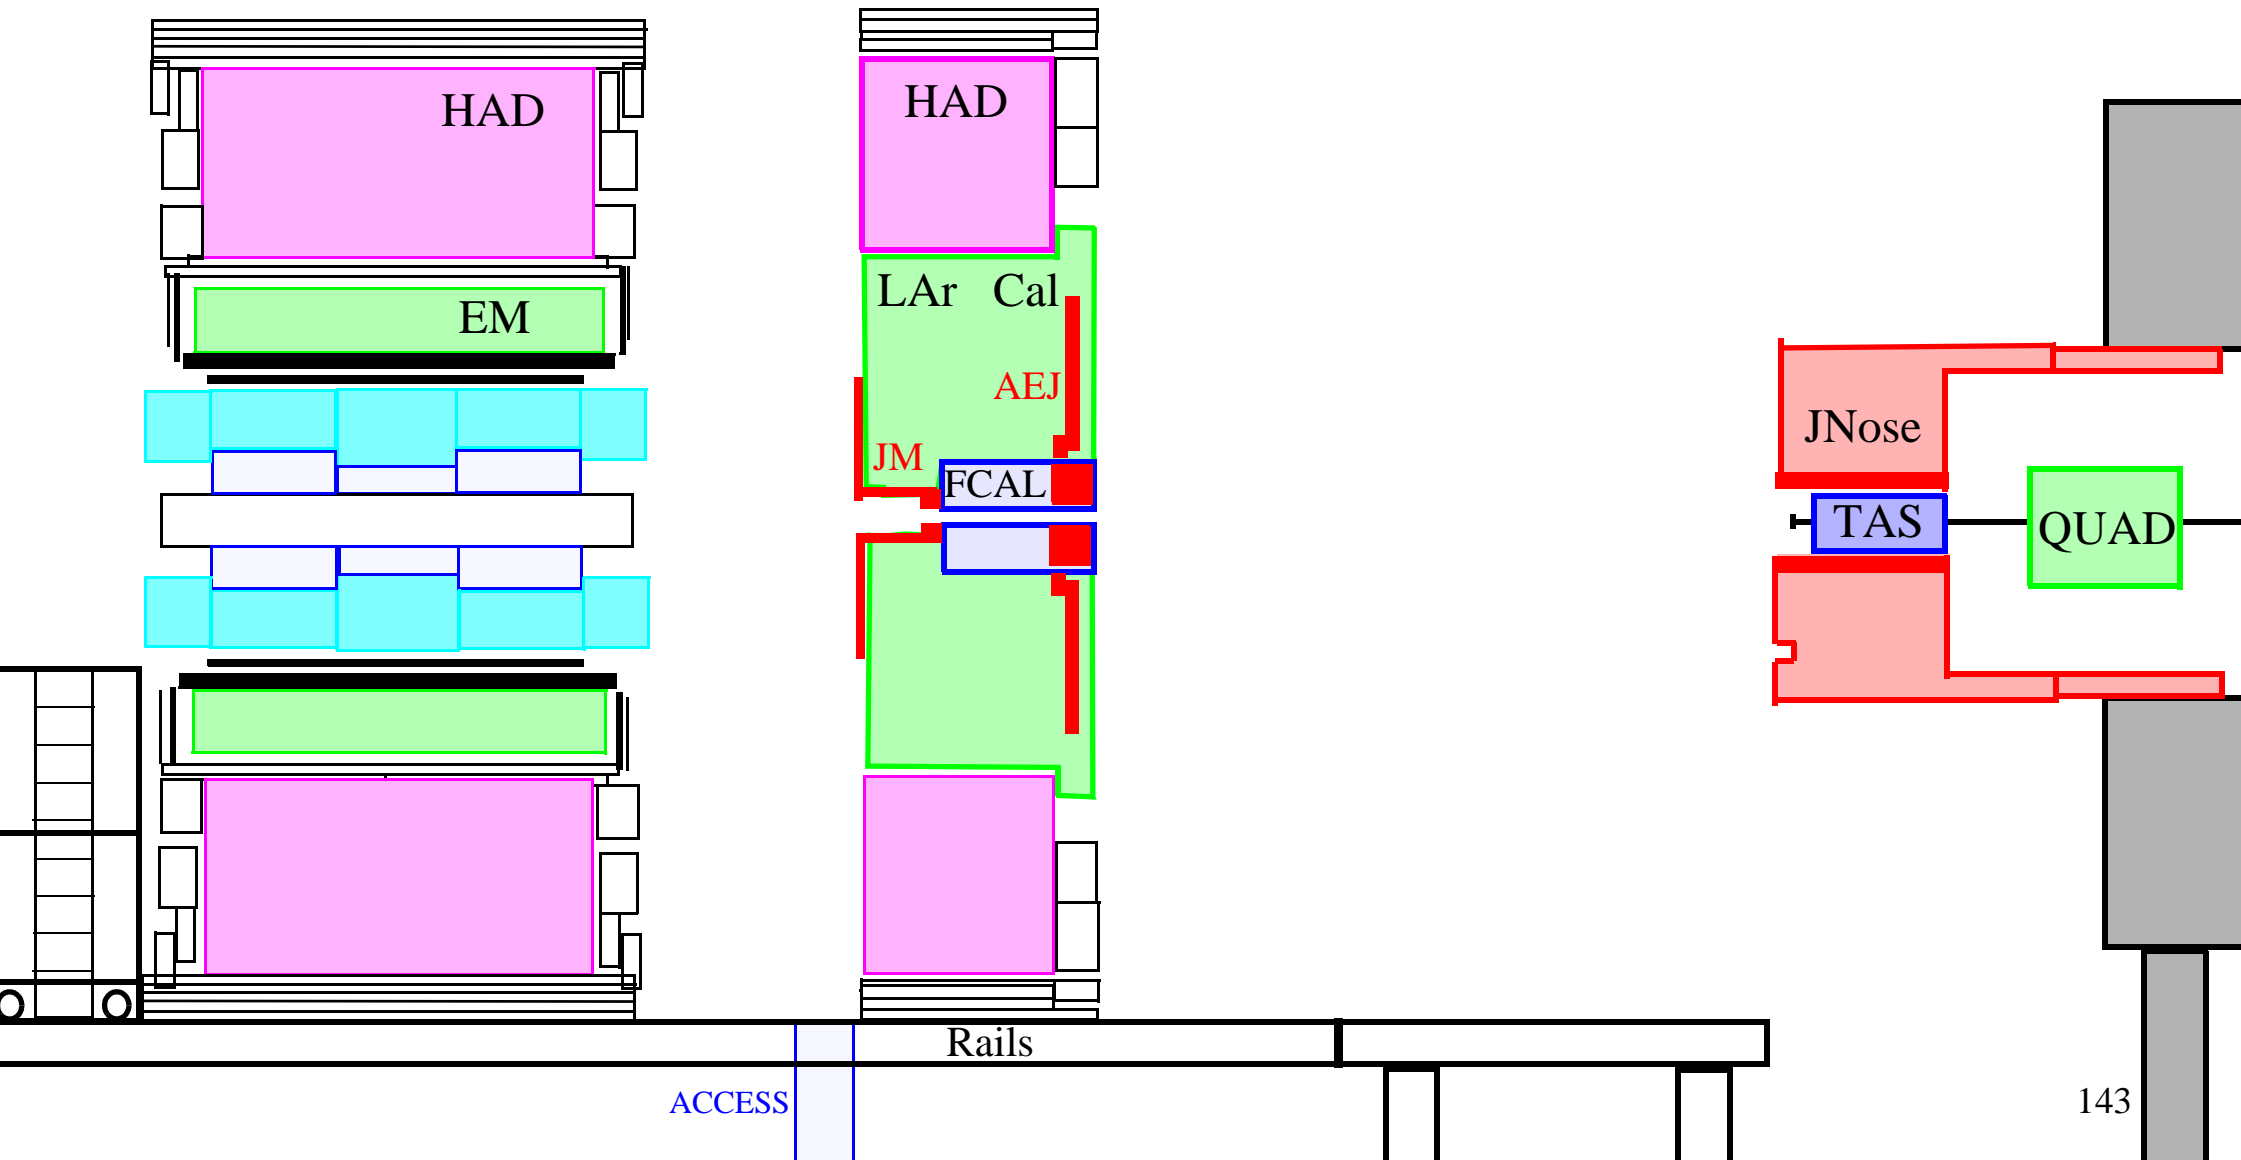 HAD
HAD
EM
LAr Cal
AEJ
JM
FCAL
JNose
TAS
QUAD
Rails
ACCESS
143